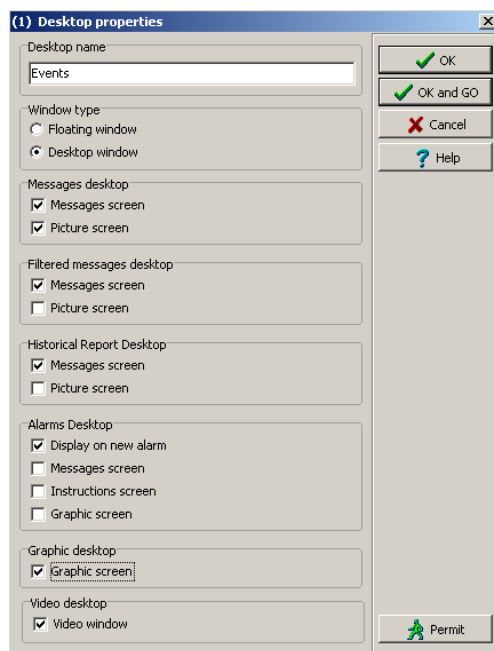 (1) Desktop properties
Desktop name
Events
Window type
Floating window
Desktop window
Messages desktop
Messages screen
Picture screen
Filtered messages desktop
Messages screen
Picture screen
Historical Report Desktop
Messages screen
Picture screen
Alarms Desktop
Display on new alarm
Messages screen
Instructions screen
Graphic screen
Graphic desktop
Graphic screen
Video desktop
Video window
OK
OK and GO
Cancel
Help
Permit